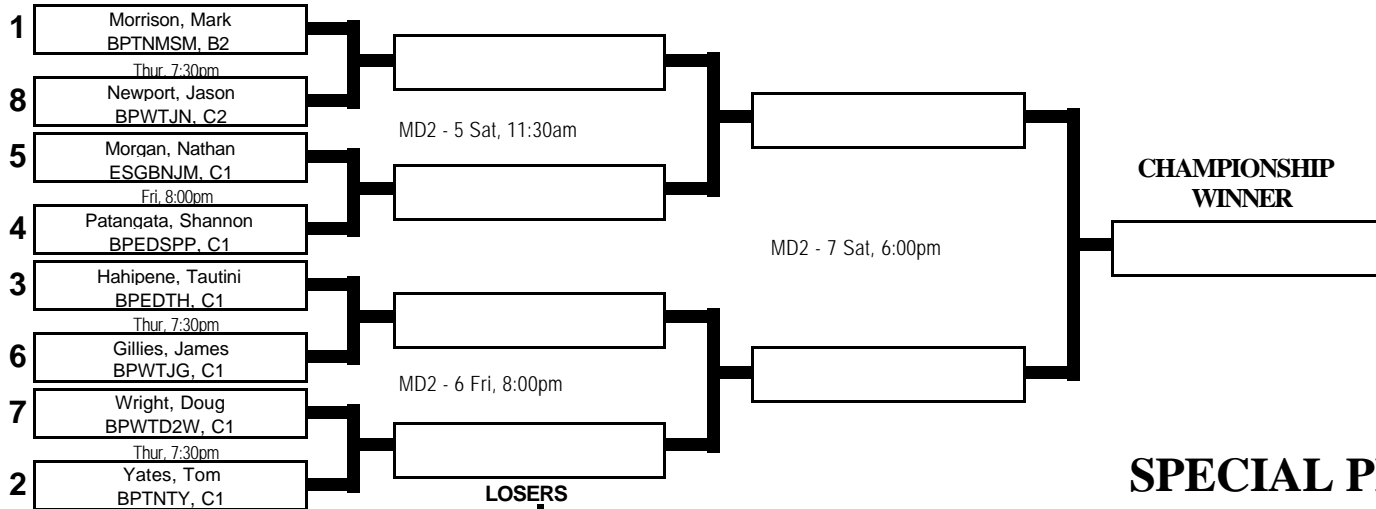 1
Morrison, Mark
BPTNMSM, B2
Thur, 7:30pm
8
Newport, Jason
BPWTJN, C2
5
Morgan, Nathan
ESGBNJM, C1
Fri, 8:00pm
4
Patangata, Shannon
BPEDSPP, C1
3
Hahipene, Tautini
BPEDTH, C1
Thur, 7:30pm
6
Gillies, James
BPWTJG, C1
7
Wright, Doug
BPWTD2W, C1
Thur, 7:30pm
2
Yates, Tom
BPTNTY, C1
MD2 - 5 Sat, 11:30am
MD2 - 6 Fri, 8:00pm
LOSERS
MD2 - 7 Sat, 6:00pm
CHAMPIONSHIP
WINNER
SPECIAL